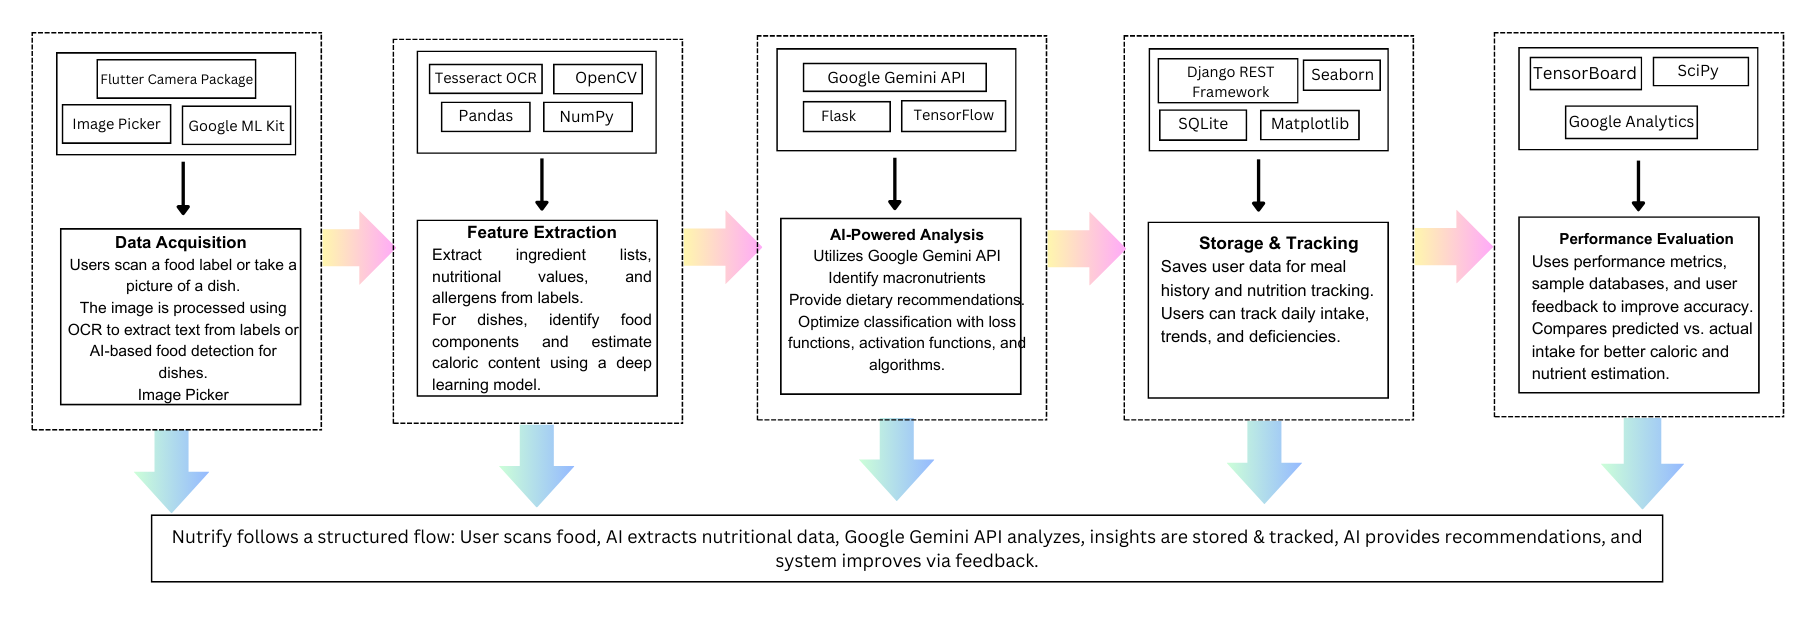 Flutter Camera Package
Image Picker
Google ML Kit
Data Acquisition
Users scan a food label or take a
picture of a dish.
The image is processed using
OCR to extract text from labels or
AI-based food detection for
dishes.
Image Picker
Tesseract OCR
OpenCV
Pandas
NumPy
Feature Extraction
Extract ingredient lists,
nutritional values, and
allergens from labels.
For dishes, identify food
components and estimate
caloric content using a deep
learning model.
Google Gemini API
Flask
TensorFlow
AI-Powered Analysis
Utilizes Google Gemini API
Identify macronutrients
Provide dietary recommendations.
Optimize classification with loss
functions, activation functions, and
algorithms.
Django REST
Framework
Seaborn
SQLite
Matplotlib
Storage & Tracking
Saves user data for meal
history and nutrition tracking.
Users can track daily intake,
trends, and deficiencies.
TensorBoard
SciPy
Google Analytics
Performance Evaluation
Uses performance metrics,
sample databases, and user
feedback to improve accuracy.
Compares predicted vs. actual
intake for better caloric and
nutrient estimation.
Nutrify follows a structured flow: User scans food, AI extracts nutritional data, Google Gemini API analyzes, insights are stored & tracked, AI provides recommendations, and
system improves via feedback.